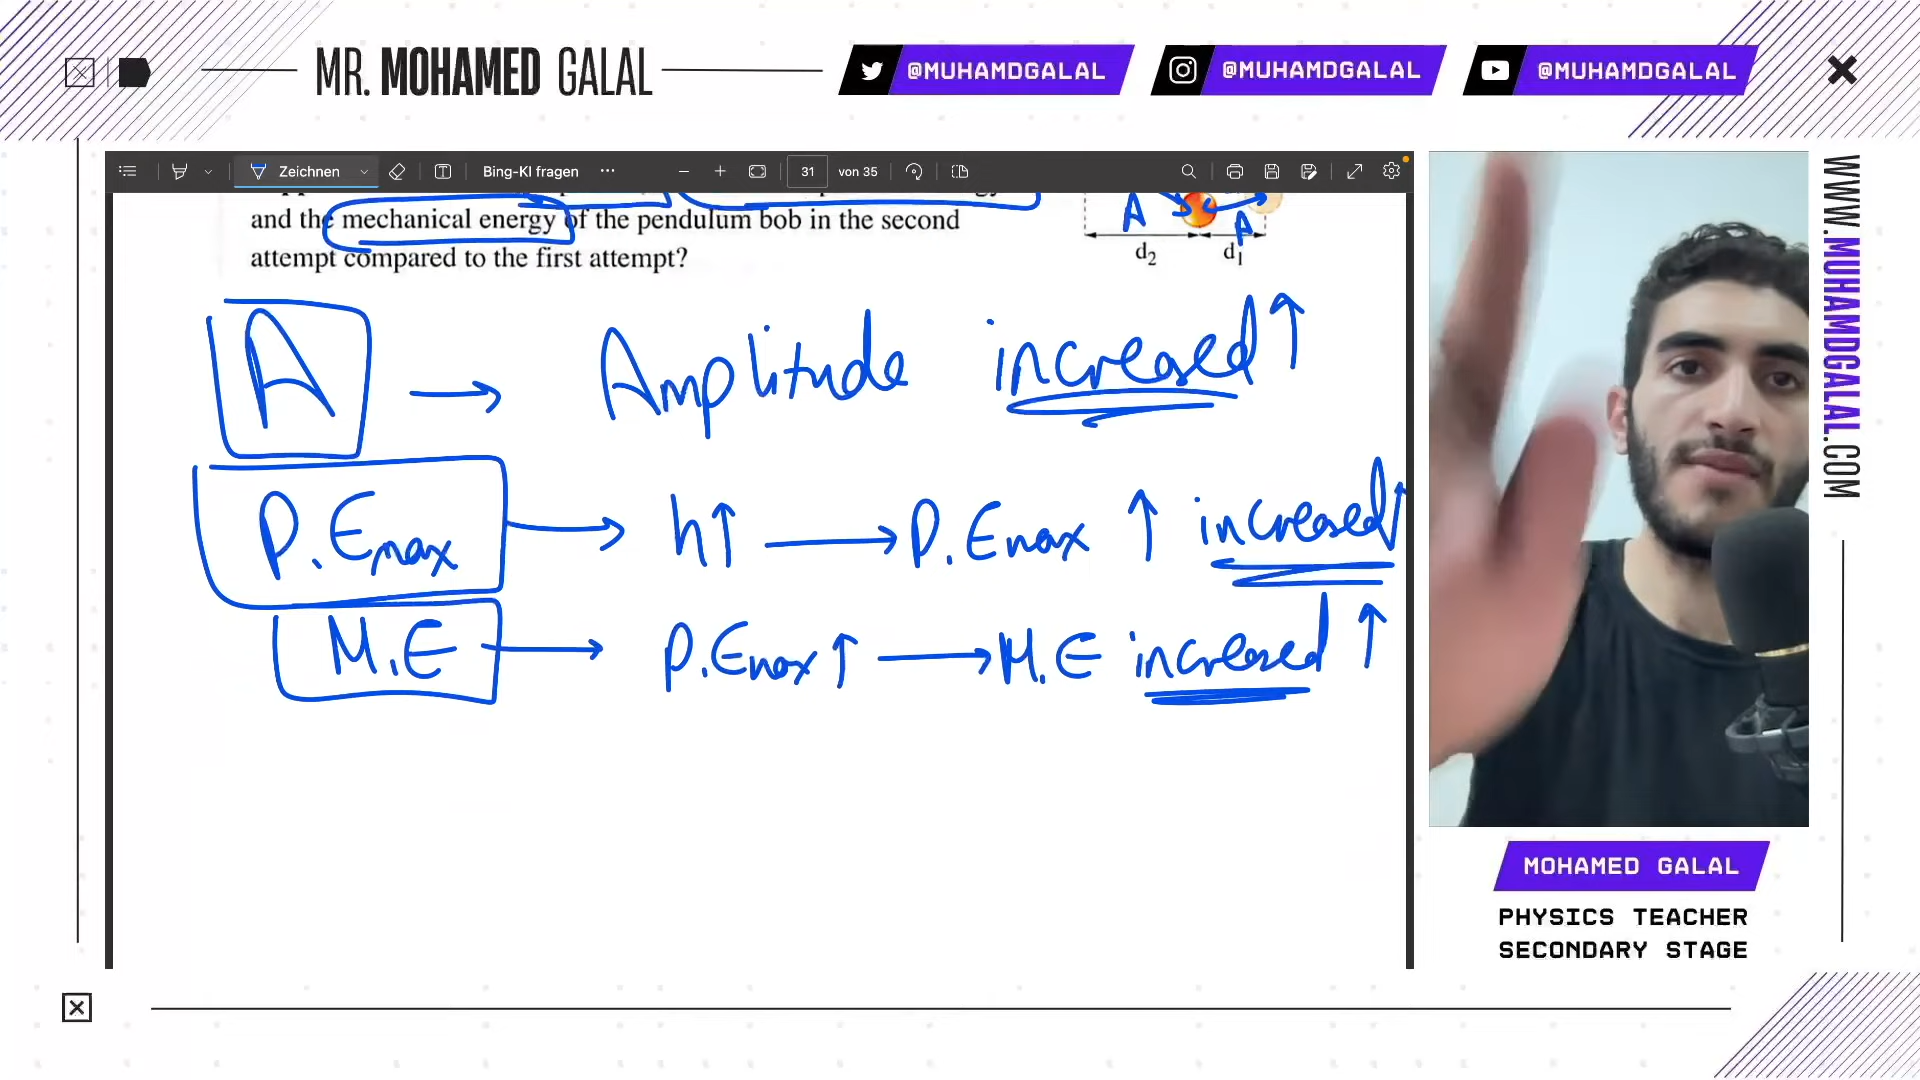 MR. MOHAMED GALAL
@MUHAMDGALAL
@MUHAMDGALAL
@MUHAMDGALAL
Zeichnen
Bing-KI fragen
31 von 35
and the mechanical energy of the pendulum bob in the second
attempt compared to the first attempt?
A A
d2 d1
A → Amplitude increased ↑
P.Emax → h↑ → P.Emax ↑ increased↑
M.E → P.Emax↑ → M.E increased ↑
WWW.MUHAMDGALAL.COM
MOHAMED GALAL
PHYSICS TEACHER
SECONDARY STAGE